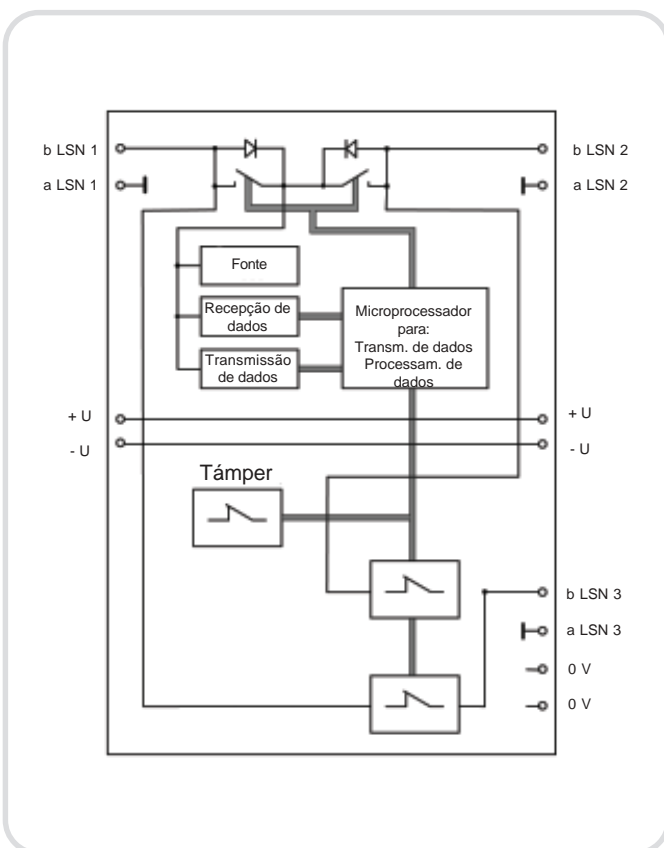 b LSN 1
b LSN 2
a LSN 1
a LSN 2
Fonte
Recepção de
dados
Transmissão
de dados
Microprocessador
para:
Transm. de dados
Processam. de
dados
+ U
+ U
- U
- U
Támper
b LSN 3
a LSN 3
0 V
0 V